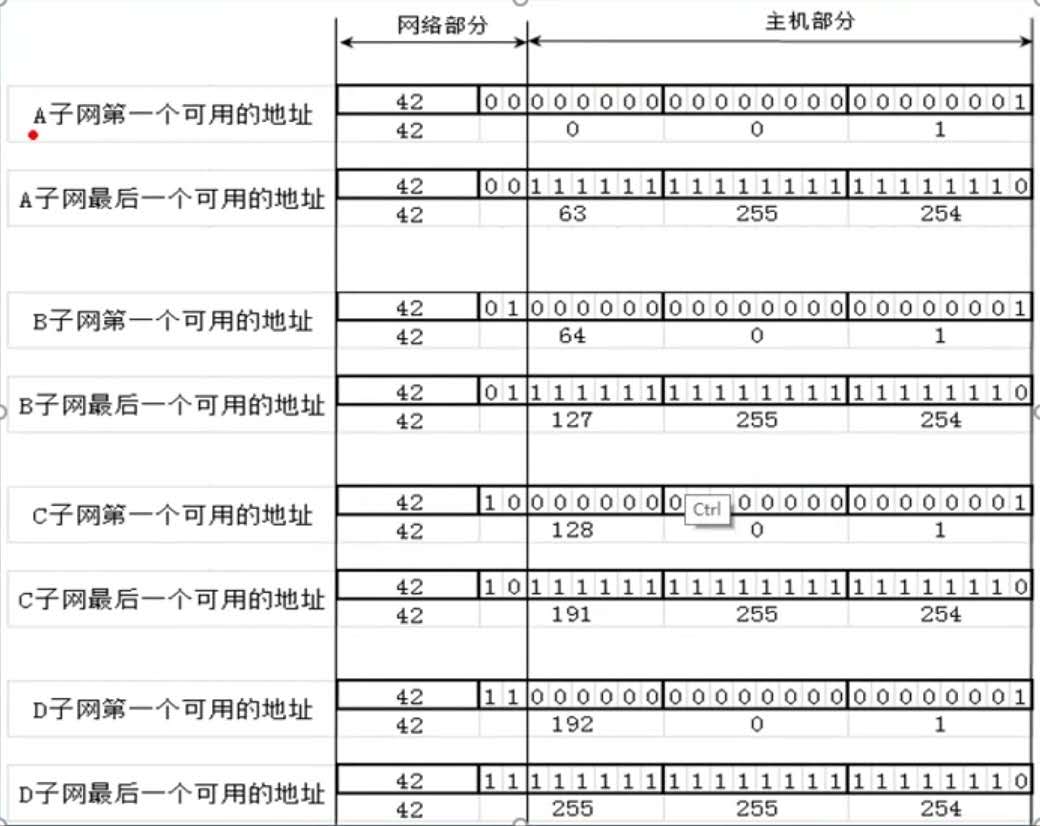 网络部分 主机部分
A子网第一个可用的地址 42 0 0 0 0 0 0 0 0 0 0 0 0 0 0 0 0 0 0 0 0 0 0 0 1
42 0 0 1
A子网最后一个可用的地址 42 0 0 1 1 1 1 1 1 1 1 1 1 1 1 1 1 1 1 1 1 1 1 1 0
42 63 255 254
B子网第一个可用的地址 42 0 1 0 0 0 0 0 0 0 0 0 0 0 0 0 0 0 0 0 0 0 0 0 1
42 64 0 1
B子网最后一个可用的地址 42 0 1 1 1 1 1 1 1 1 1 1 1 1 1 1 1 1 1 1 1 1 1 1 0
42 127 255 254
C子网第一个可用的地址 42 1 0 0 0 0 0 0 0 0 Ctrl 0 0 0 0 0 0 0 0 0 0 0 0 0 1
42 128 0 1
C子网最后一个可用的地址 42 1 0 1 1 1 1 1 1 1 1 1 1 1 1 1 1 1 1 1 1 1 1 1 0
42 191 255 254
D子网第一个可用的地址 42 1 1 0 0 0 0 0 0 0 0 0 0 0 0 0 0 0 0 0 0 0 0 0 1
42 192 0 1
D子网最后一个可用的地址 42 1 1 1 1 1 1 1 1 1 1 1 1 1 1 1 1 1 1 1 1 1 1 1 0
42 255 255 254